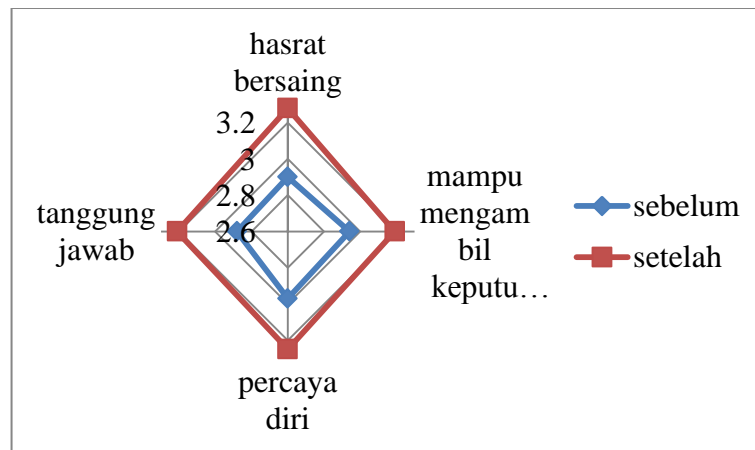 hasrat
bersaing
3.2
3
2.8
2.6
mampu
mengam
bil
keputu…
percaya
diri
tanggung
jawab
sebelum
setelah